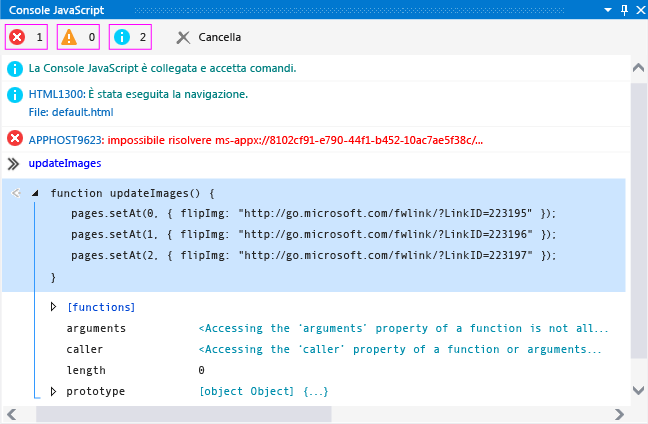 Console JavaScript
1 0 2 Cancella
La Console JavaScript è collegata e accetta comandi.
HTML1300: È stata eseguita la navigazione.
File: default.html
APPHOST9623: impossibile risolvere ms-appx://8102cf91-e790-44f1-b452-10ac7ae5f38c/...
updateImages
function updateImages() {
pages.setAt(0, { flipImg: "http://go.microsoft.com/fwlink/?LinkID=223195" });
pages.setAt(1, { flipImg: "http://go.microsoft.com/fwlink/?LinkID=223196" });
pages.setAt(2, { flipImg: "http://go.microsoft.com/fwlink/?LinkID=223197" });
}
[functions]
arguments <Accessing the 'arguments' property of a function is not all...
caller <Accessing the 'caller' property of a function or arguments...
length 0
prototype [object Object] {...}